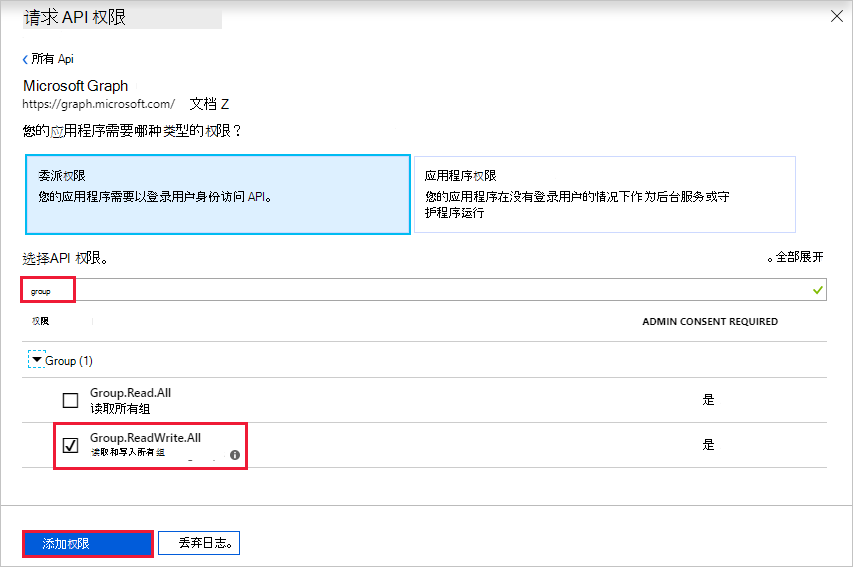 请求 API 权限
所有 Api
Microsoft Graph
https://graph.microsoft.com/ 文档 Z
您的应用程序需要哪种类型的权限？
委派权限
您的应用程序需要以登录用户身份访问 API。
应用程序权限
您的应用程序在没有登录用户的情况下作为后台服务或守
护程序运行
选择API 权限。
。全部展开
group
权限
ADMIN CONSENT REQUIRED
Group (1)
Group.Read.All
读取所有组
是
Group.ReadWrite.All
读取和写入所有组
是
添加权限
丢弃日志。